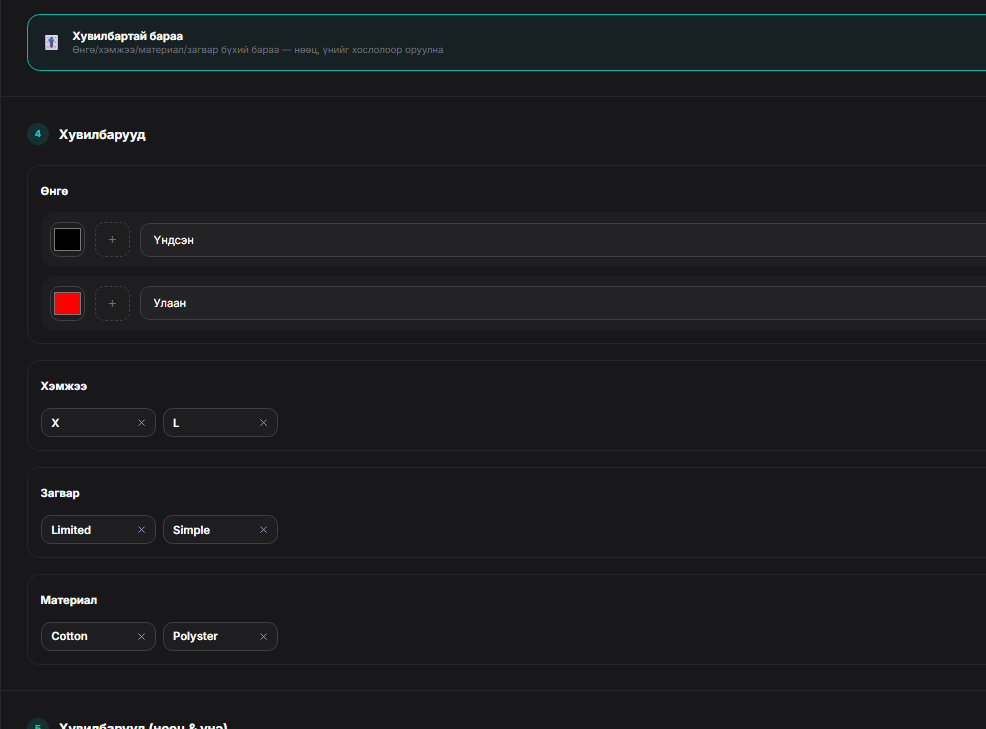 Хувилбартай бараа
Өнгө/хэмжээ/материал/загвар бүхий бараа — нөөц, үнийг хослолоор оруулна
4 Хувилбарууд
Өнгө
+ Үндсэн
+ Улаан
Хэмжээ
X × L ×
Загвар
Limited × Simple ×
Материал
Cotton × Polyster ×
5 Хувилбарууд (нөөц & үнэ)